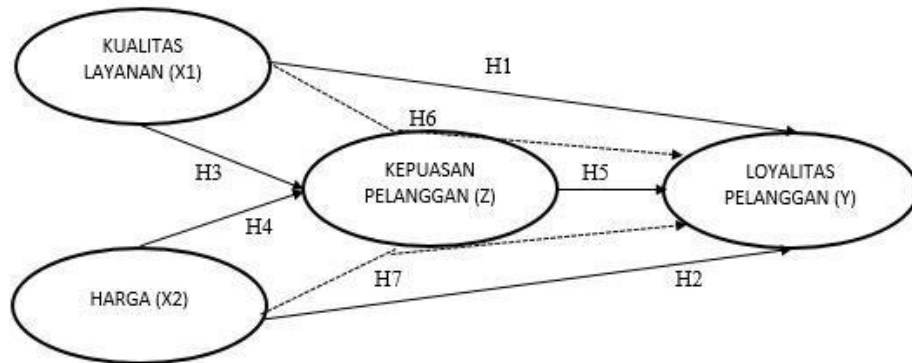 KUALITAS
LAYANAN (X1)
H1
H6
H3
KEPUASAN
PELANGGAN (Z)
H5
LOYALITAS
PELANGGAN (Y)
H4
H7
H2
HARGA (X2)